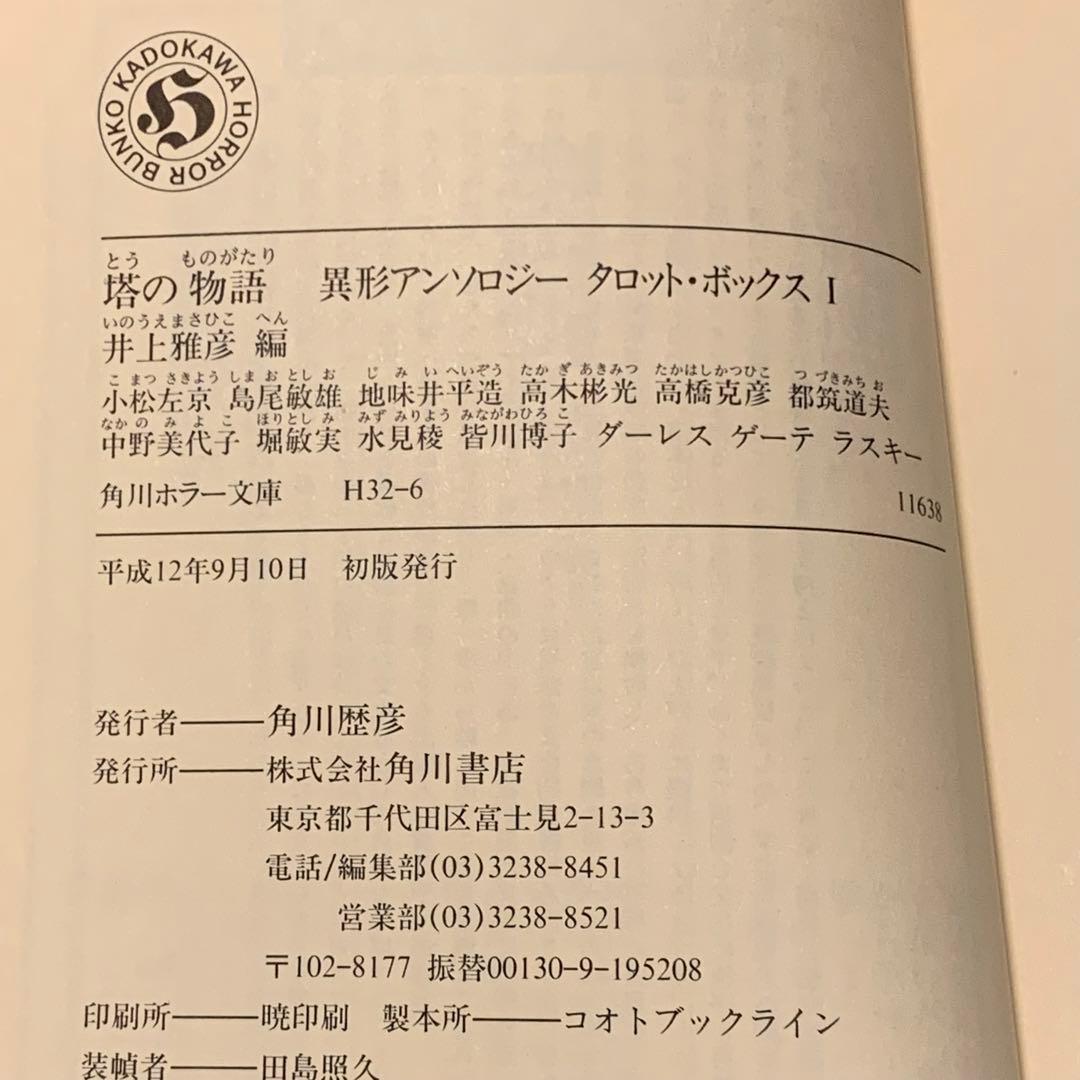 KADOKAWA HORROR BUNKO
H
とう ものがたり
塔の物語 異形アンソロジー タロット・ボックス I
いのうえまさひこ へん
井上雅彦 編
こまつさきょう しまおとしお じみいへいぞう たかぎあきみつ たかはしかつひこ つづきみちお
小松左京 島尾敏雄 地味井平造 高木彬光 高橋克彦 都筑道夫
なかのみよこ ほりとしみ みずみりよう みながわひろこ
中野美代子 堀敏実 水見稜 皆川博子 ダーレス ゲーテ ラスキー
角川ホラー文庫 H32-6 11638
平成12年9月10日 初版発行
発行者――角川歴彦
発行所――株式会社角川書店
東京都千代田区富士見2-13-3
電話/編集部(03)3238-8451
営業部(03)3238-8521
〒102-8177 振替00130-9-195208
印刷所――暁印刷 製本所――コオトブックライン
装幀者――田島照久